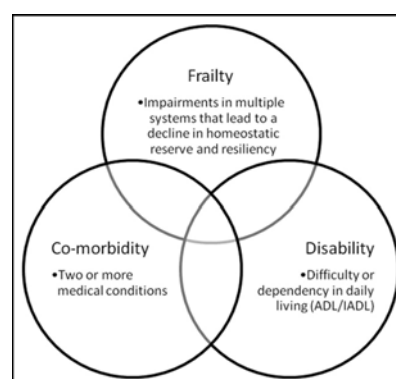 Frailty
•Impairments in multiple
systems that lead to a
decline in homeostatic
reserve and resiliency
Co-morbidity
•Two or more
medical conditions
Disability
•Difficulty or
dependency in daily
living (ADL/IADL)